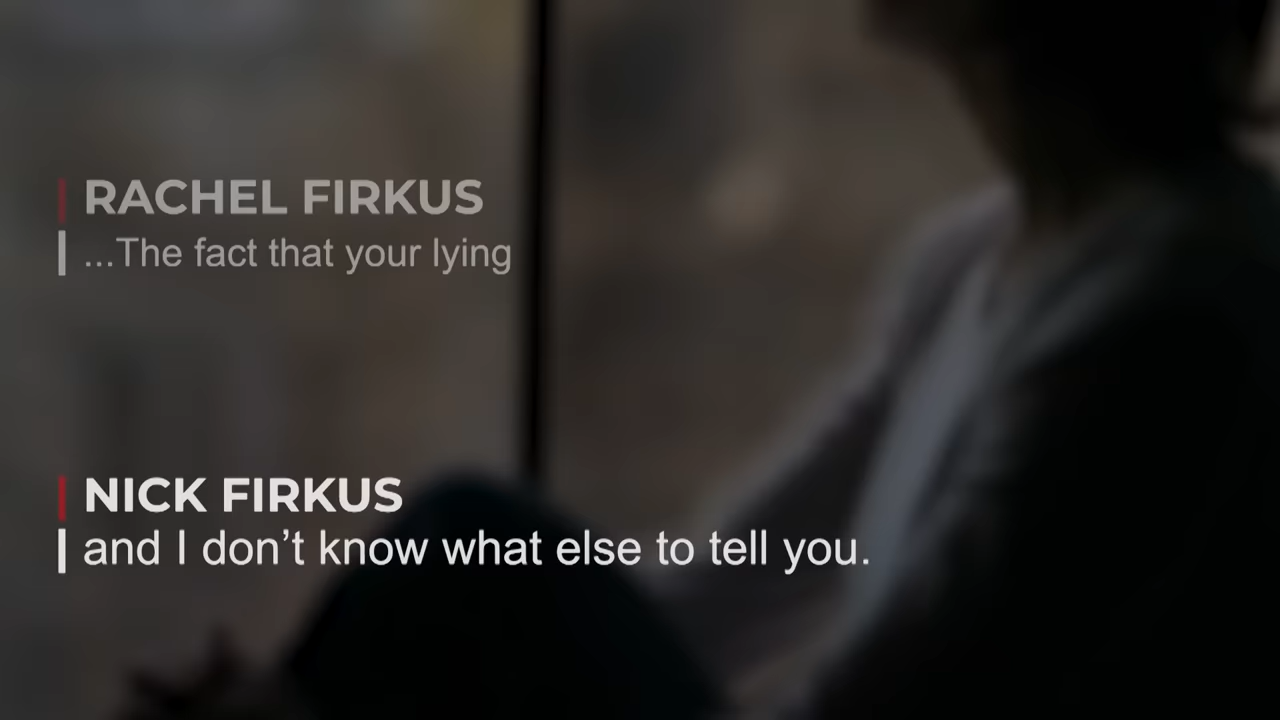 RACHEL FIRKUS
...The fact that your lying
NICK FIRKUS
and I don’t know what else to tell you.